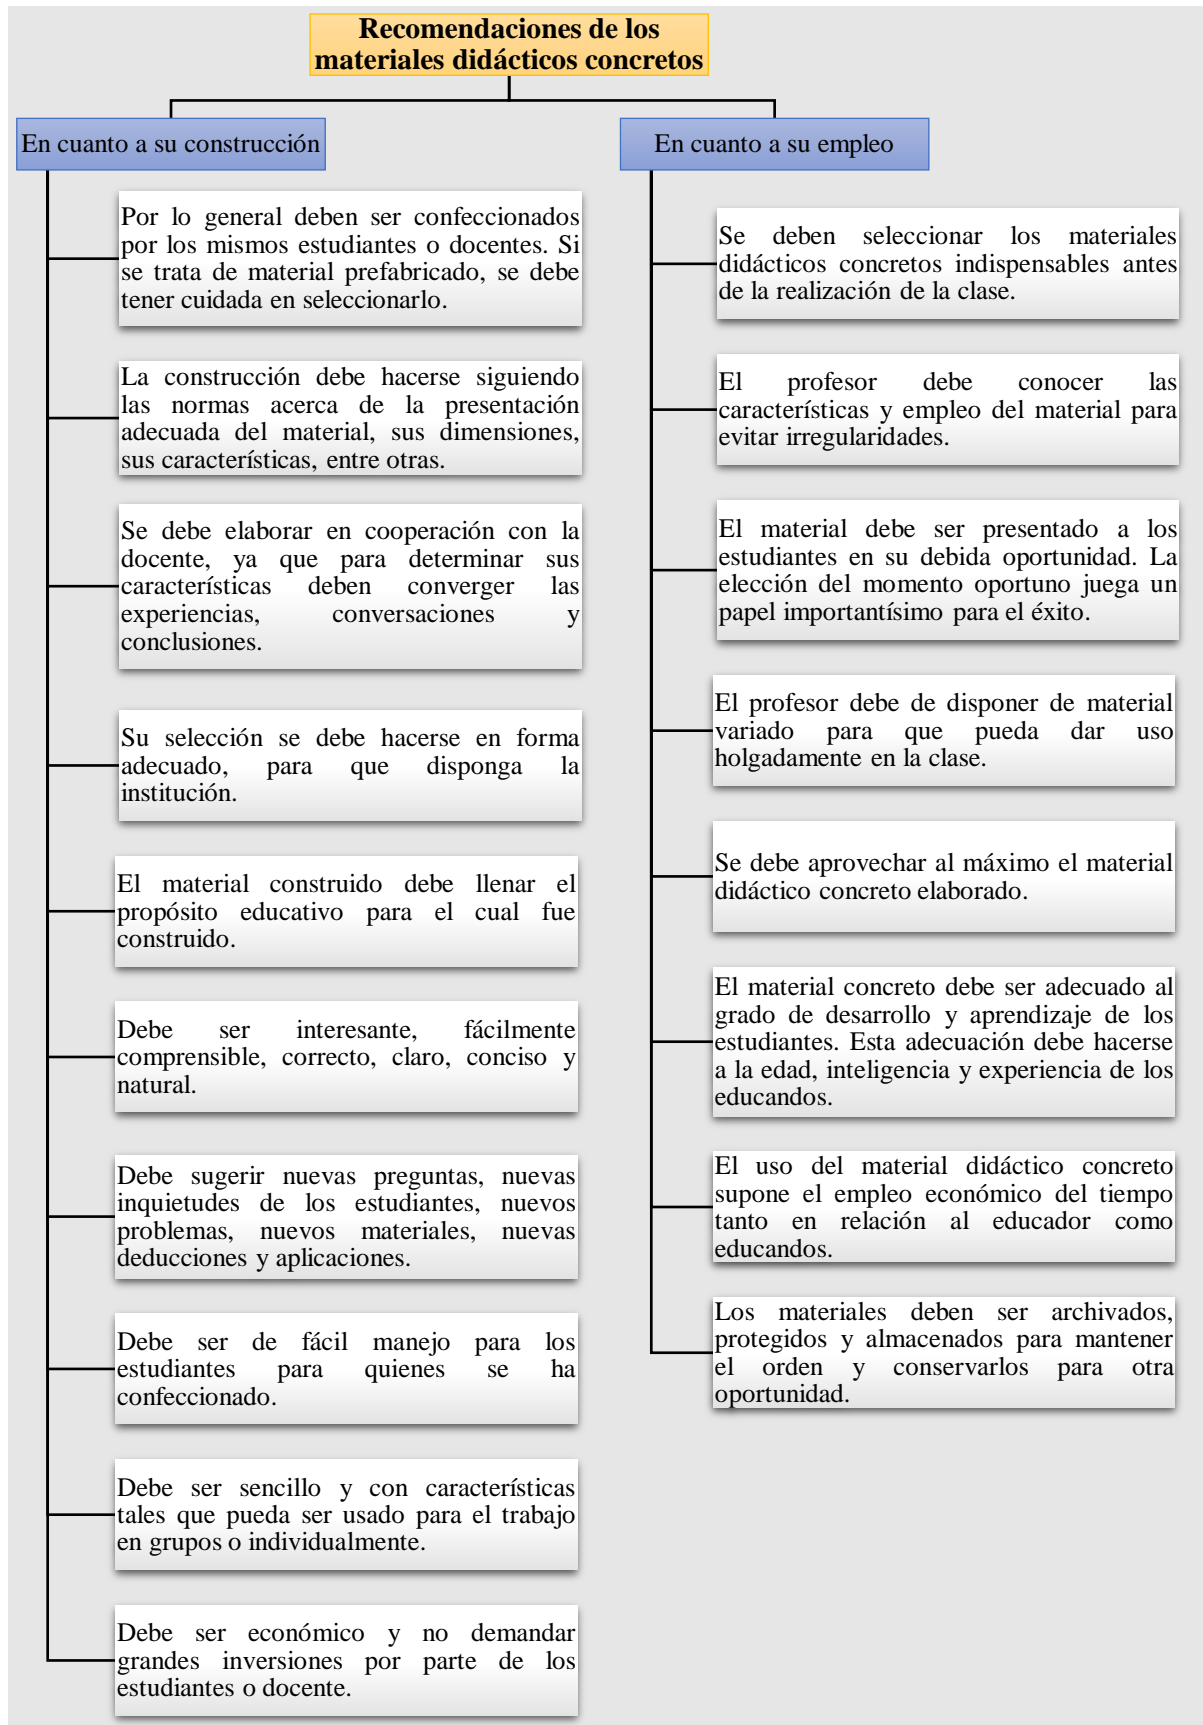 Recomendaciones de los
materiales didácticos concretos
En cuanto a su construcción
Por lo general deben ser confeccionados
por los mismos estudiantes o docentes. Si
se trata de material prefabricado, se debe
tener cuidada en seleccionarlo.
La construcción debe hacerse siguiendo
las normas acerca de la presentación
adecuada del material, sus dimensiones,
sus características, entre otras.
Se debe elaborar en cooperación con la
docente, ya que para determinar sus
características deben converger las
experiencias, conversaciones y
conclusiones.
Su selección se debe hacerse en forma
adecuado, para que disponga la
institución.
El material construido debe llenar el
propósito educativo para el cual fue
construido.
Debe ser interesante, fácilmente
comprensible, correcto, claro, conciso y
natural.
Debe sugerir nuevas preguntas, nuevas
inquietudes de los estudiantes, nuevos
problemas, nuevos materiales, nuevas
deducciones y aplicaciones.
Debe ser de fácil manejo para los
estudiantes para quienes se ha
confeccionado.
Debe ser sencillo y con características
tales que pueda ser usado para el trabajo
en grupos o individualmente.
Debe ser económico y no demandar
grandes inversiones por parte de los
estudiantes o docente.
En cuanto a su empleo
Se deben seleccionar los materiales
didácticos concretos indispensables antes
de la realización de la clase.
El profesor debe conocer las
características y empleo del material para
evitar irregularidades.
El material debe ser presentado a los
estudiantes en su debida oportunidad. La
elección del momento oportuno juega un
papel importantísimo para el éxito.
El profesor debe de disponer de material
variado para que pueda dar uso
holgadamente en la clase.
Se debe aprovechar al máximo el material
didáctico concreto elaborado.
El material concreto debe ser adecuado al
grado de desarrollo y aprendizaje de los
estudiantes. Esta adecuación debe hacerse
a la edad, inteligencia y experiencia de los
educandos.
El uso del material didáctico concreto
supone el empleo económico del tiempo
tanto en relación al educador como
educandos.
Los materiales deben ser archivados,
protegidos y almacenados para mantener
el orden y conservarlos para otra
oportunidad.